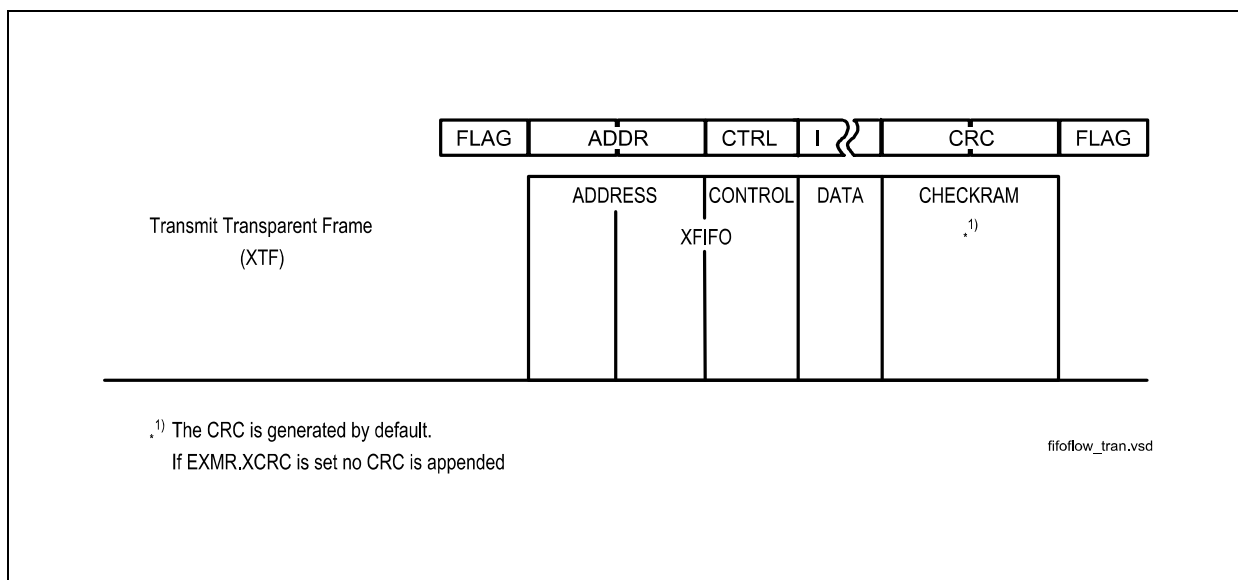 FLAG ADDR CTRL I CRC FLAG
ADDRESS CONTROL DATA CHECKRAM
Transmit Transparent Frame XFIFO *1)
(XTF)
*1) The CRC is generated by default.
If EXMR.XCRC is set no CRC is appended
fifoflow_tran.vsd